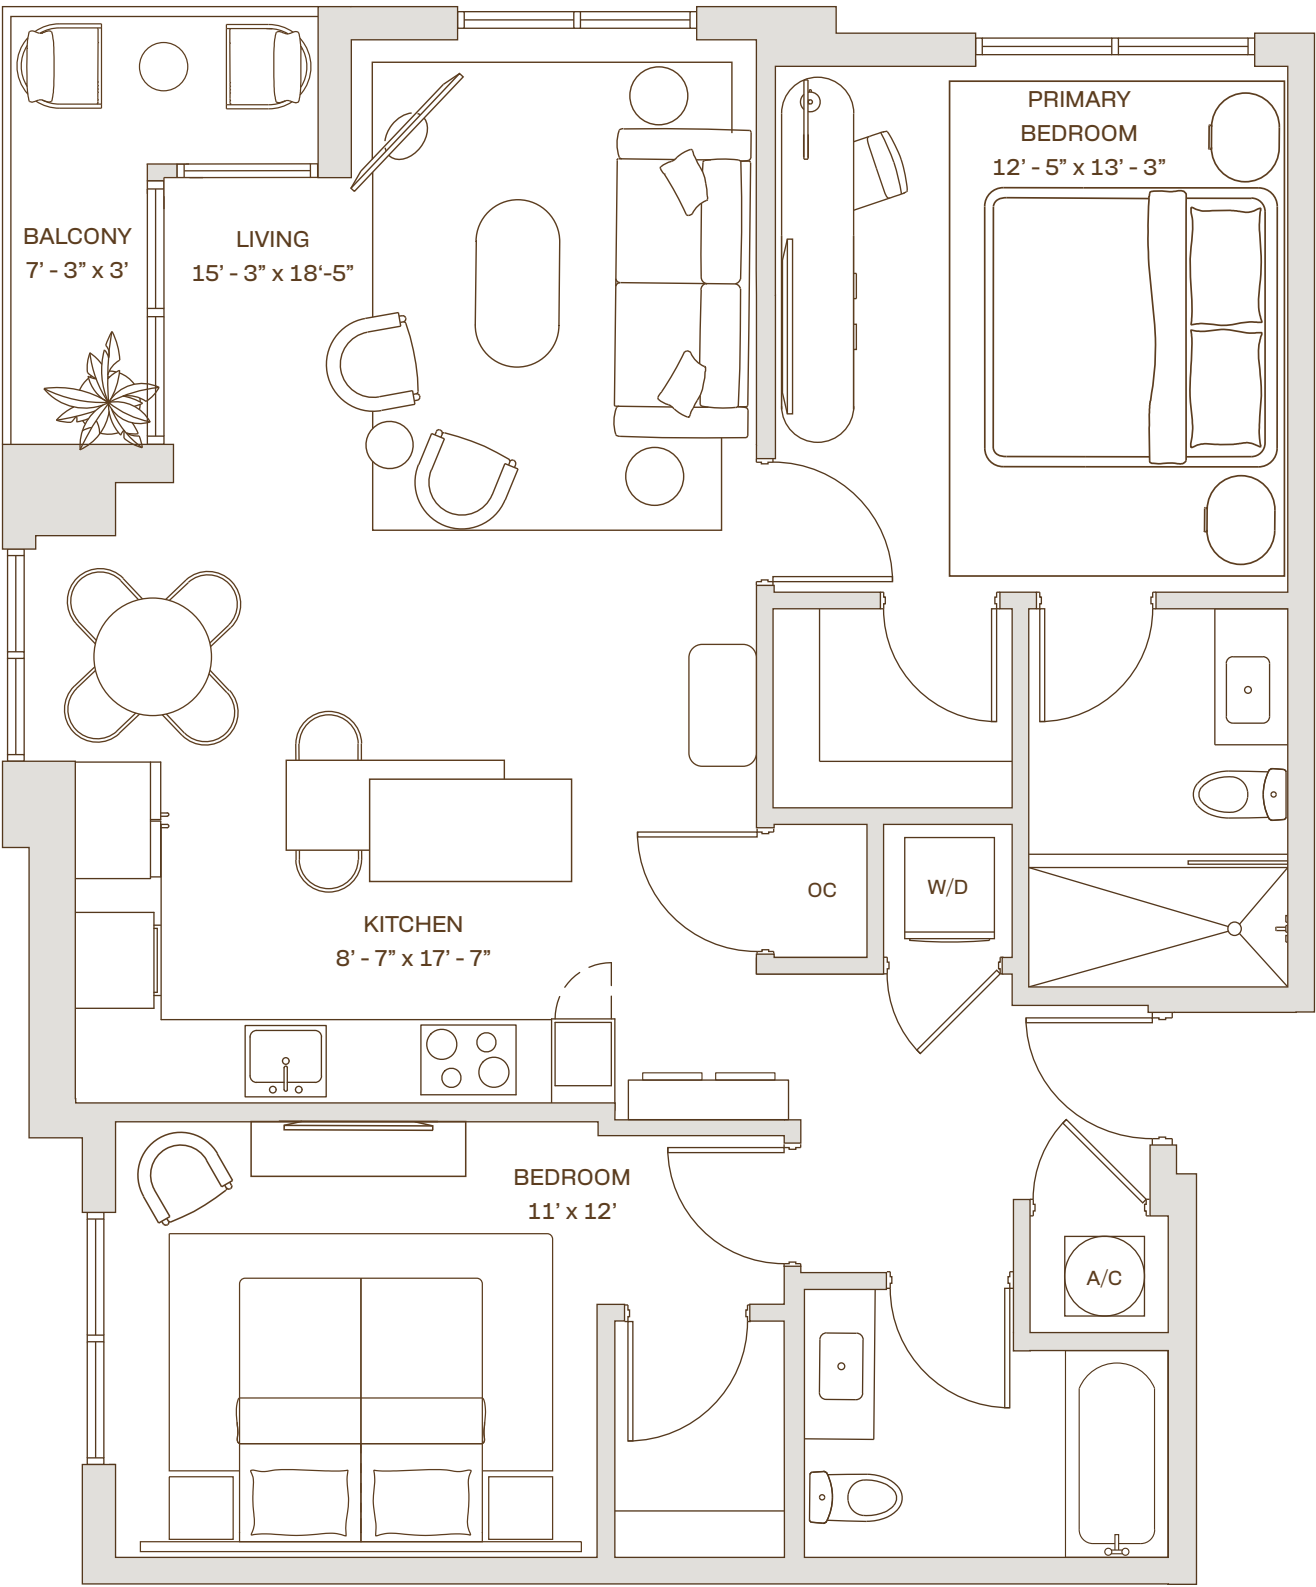 PRIMARY
BEDROOM
12’ - 5” x 13’ - 3”
BALCONY
7’ - 3” x 3’
LIVING
15’ - 3” x 18‘-5”
OC
W/D
KITCHEN
8’ - 7” x 17’ - 7”
BEDROOM
11’ x 12’
A/C